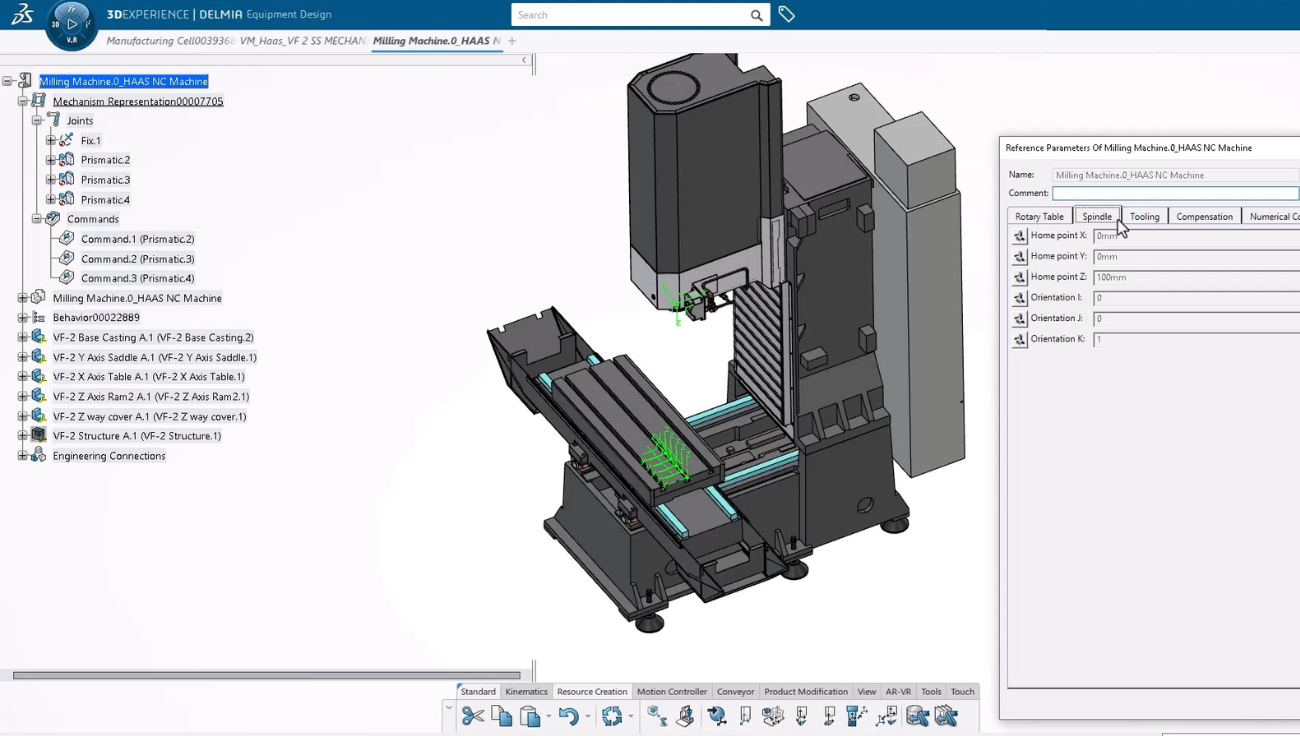 3DEXPERIENCE | DELMIA Equipment Design
Search
3D
V.R
Manufacturing Cell003936
VM_Haas_VF 2 SS MECHAN
Milling Machine.0_HAAS N
Milling Machine.0_HAAS NC Machine
Mechanism Representation00007705
Joints
Fix.1
Prismatic.2
Prismatic.3
Prismatic.4
Commands
Command.1 (Prismatic.2)
Command.2 (Prismatic.3)
Command.3 (Prismatic.4)
Milling Machine.0_HAAS NC Machine
Behavior00022889
VF-2 Base Casting A.1 (VF-2 Base Casting.2)
VF-2 Y Axis Saddle A.1 (VF-2 Y Axis Saddle.1)
VF-2 X Axis Table A.1 (VF-2 X Axis Table.1)
VF-2 Z Axis Ram2 A.1 (VF-2 Z Axis Ram2.1)
VF-2 Z way cover A.1 (VF-2 Z way cover.1)
VF-2 Structure A.1 (VF-2 Structure.1)
Engineering Connections
Reference Parameters Of Milling Machine.0_HAAS NC Machine
Name: Milling Machine.0_HAAS NC Machine
Comment:
Rotary Table Spindle Tooling Compensation Numerical Co
Home point X: 0mm
Home point Y: 0mm
Home point Z: 100mm
Orientation I: 0
Orientation J: 0
Orientation K: 1
Standard Kinematics Resource Creation Motion Controller Conveyor Product Modification View AR-VR Tools Touch